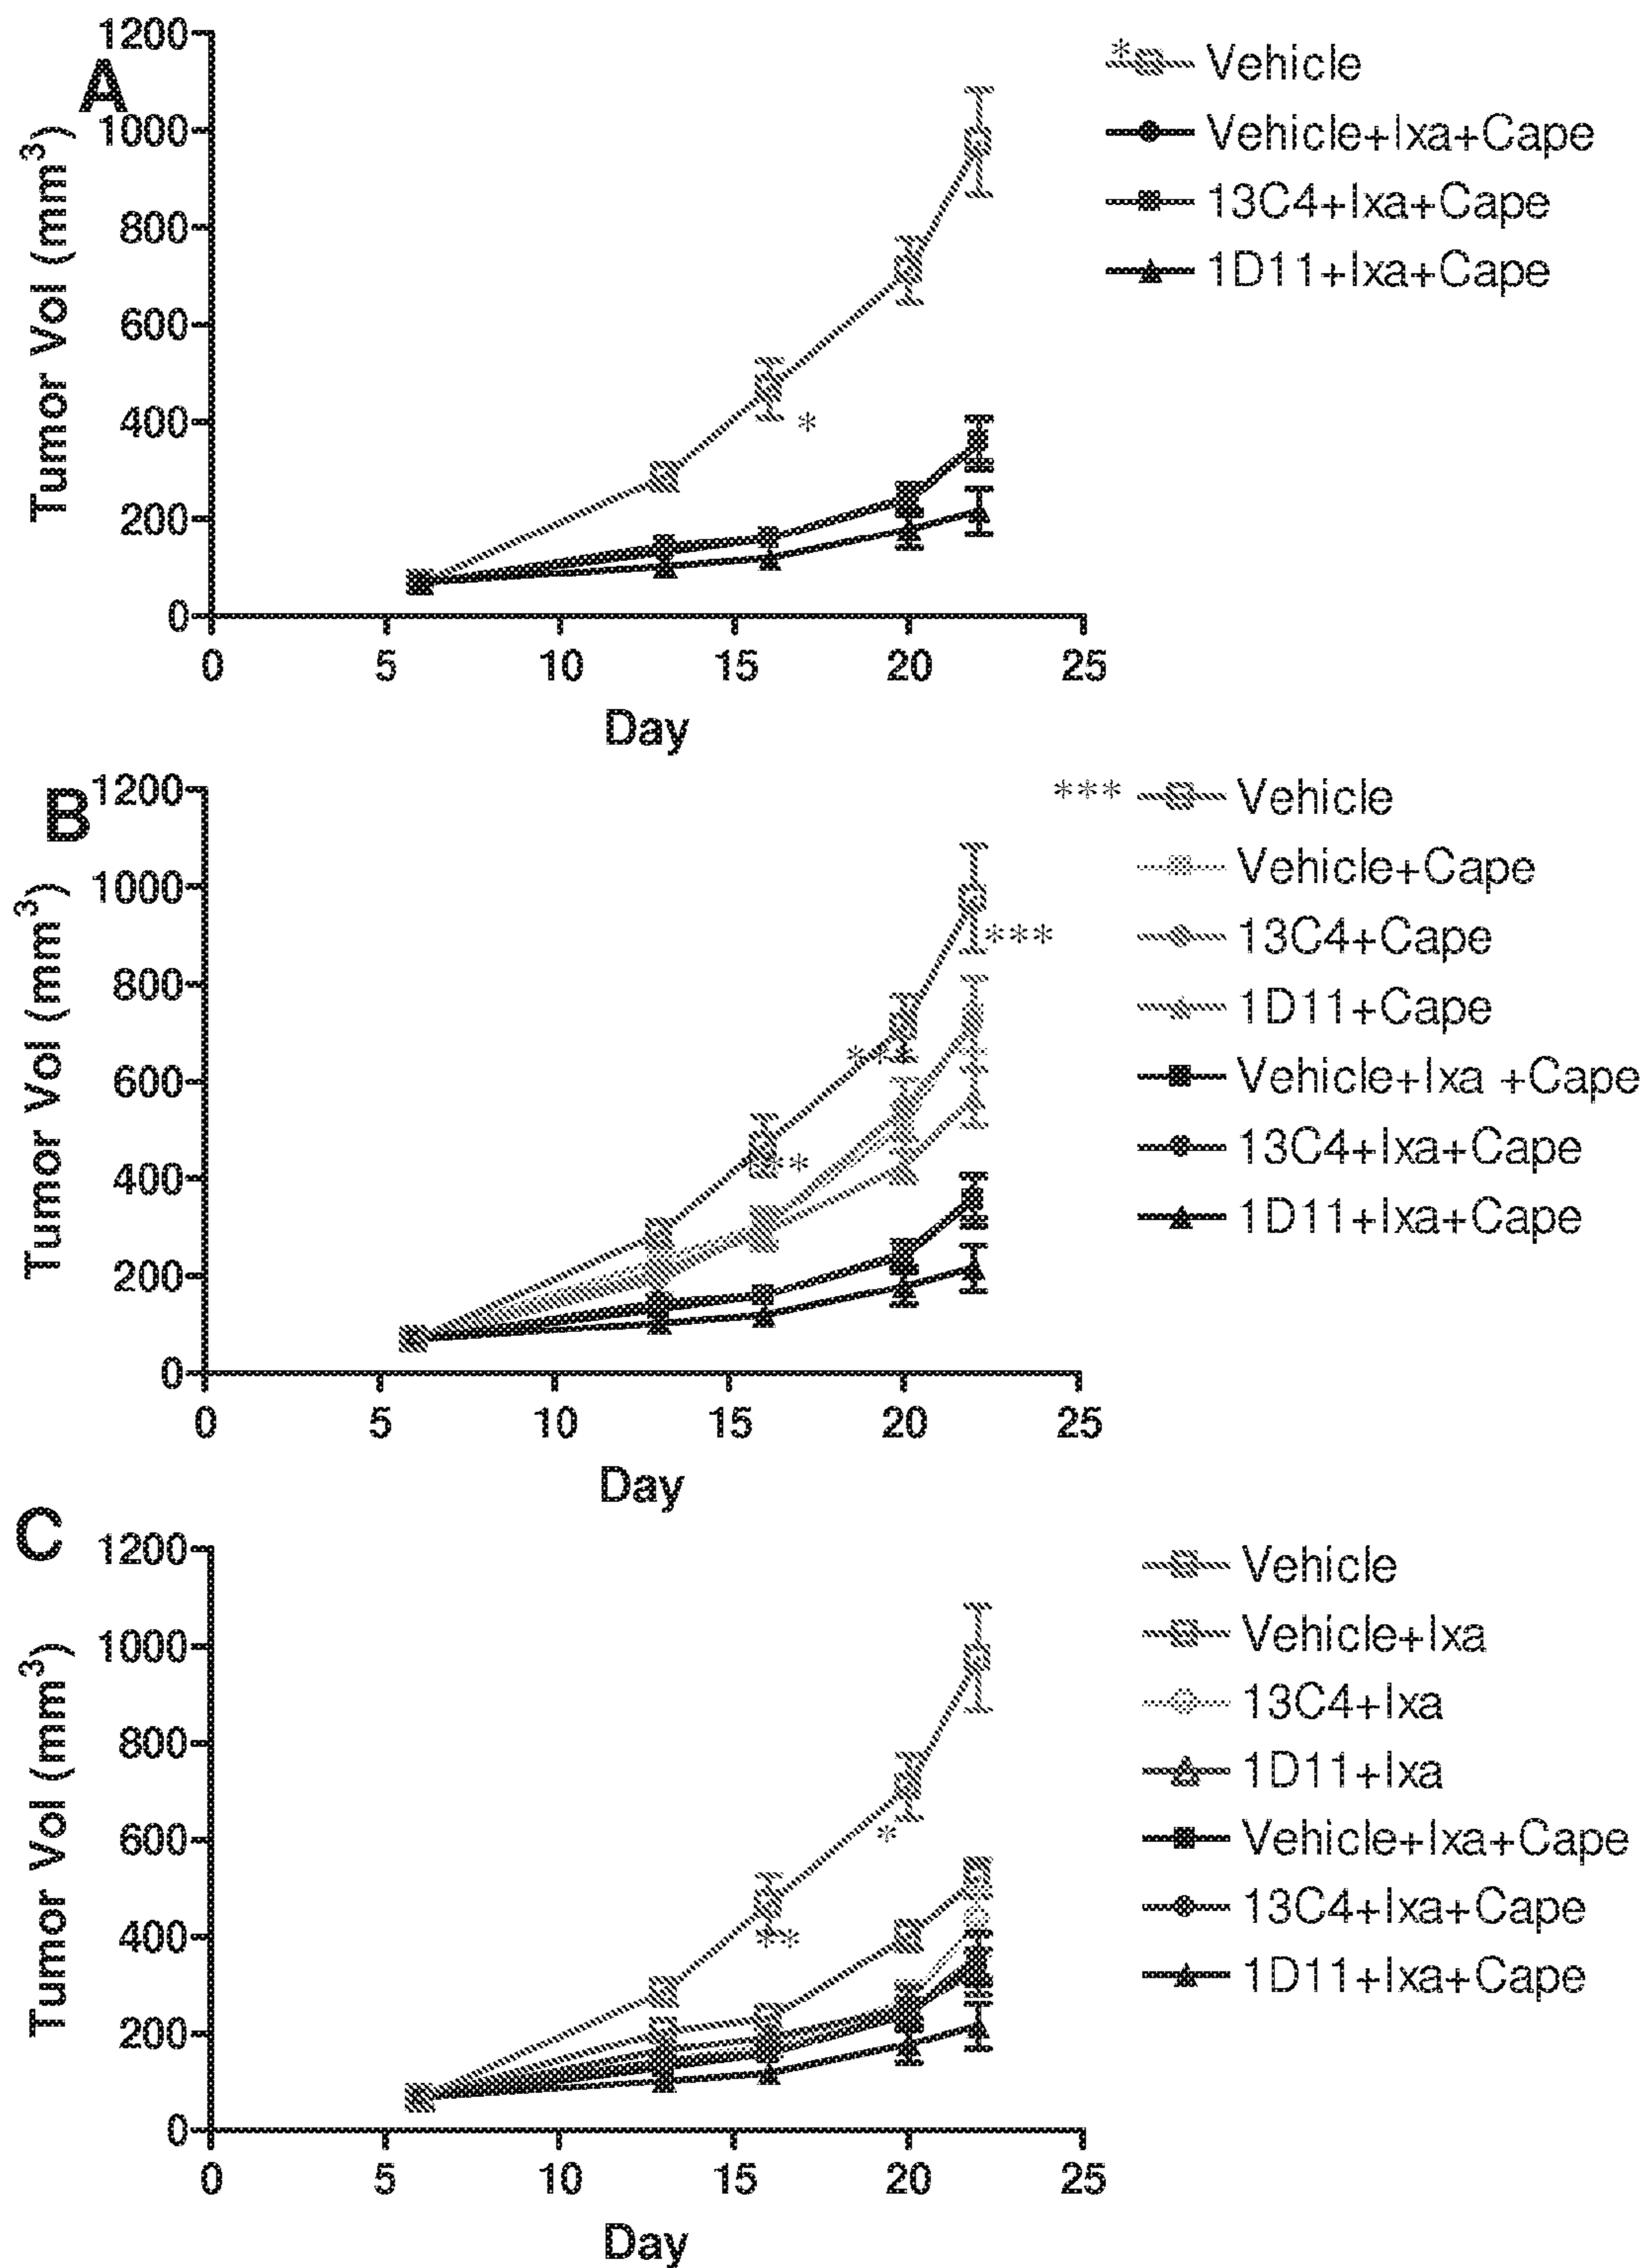 A
1200
1000
800
600
400
200
0
Tumor Vol (mm³)
0 5 10 15 20 25
Day
*
* Vehicle
Vehicle+Ixa+Cape
13C4+Ixa+Cape
1D11+Ixa+Cape
B
1200
1000
800
600
400
200
0
Tumor Vol (mm³)
0 5 10 15 20 25
Day
***
***
***
*** Vehicle
Vehicle+Cape
13C4+Cape
1D11+Cape
Vehicle+Ixa +Cape
13C4+Ixa+Cape
1D11+Ixa+Cape
C
1200
1000
800
600
400
200
0
Tumor Vol (mm³)
0 5 10 15 20 25
Day
*
**
Vehicle
Vehicle+Ixa
13C4+Ixa
1D11+Ixa
Vehicle+Ixa+Cape
13C4+Ixa+Cape
1D11+Ixa+Cape